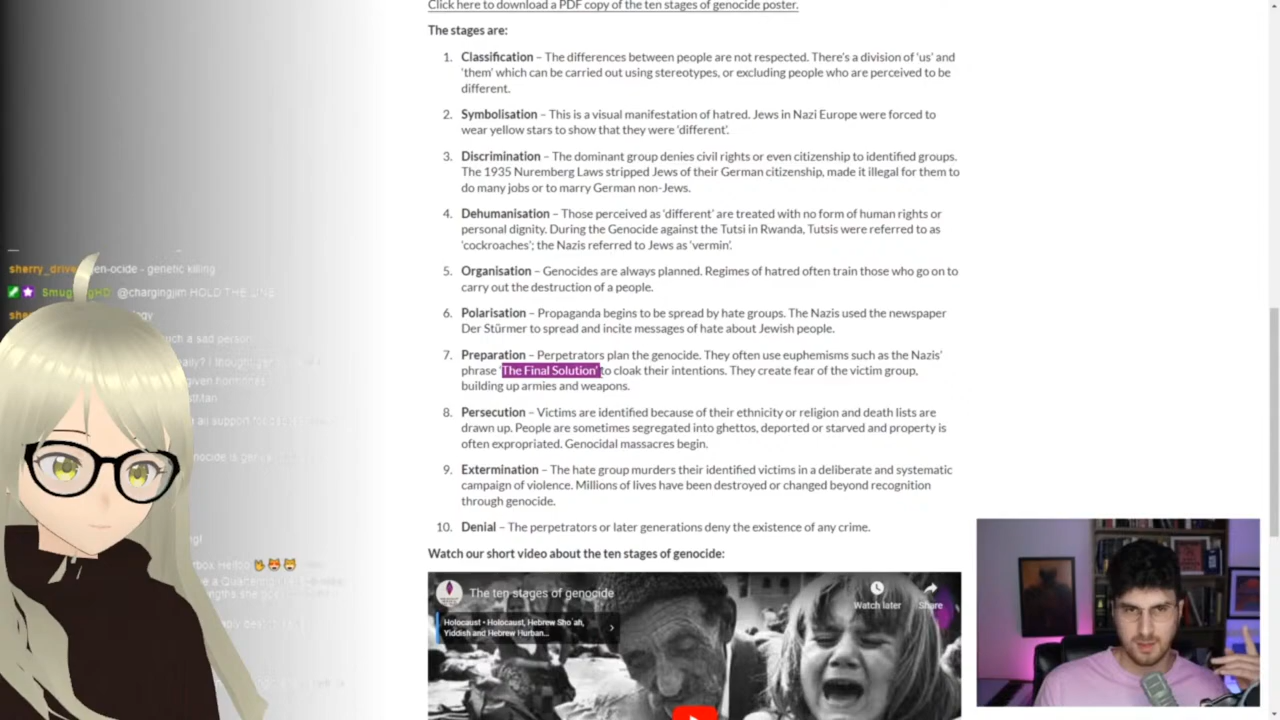 Click here to download a PDF copy of the ten stages of genocide poster.
The stages are:
1. Classification – The differences between people are not respected. There's a division of 'us' and
'them' which can be carried out using stereotypes, or excluding people who are perceived to be
different.
2. Symbolisation – This is a visual manifestation of hatred. Jews in Nazi Europe were forced to
wear yellow stars to show that they were 'different'.
3. Discrimination – The dominant group denies civil rights or even citizenship to identified groups.
The 1935 Nuremberg Laws stripped Jews of their German citizenship, made it illegal for them to
do many jobs or to marry German non-Jews.
4. Dehumanisation – Those perceived as 'different' are treated with no form of human rights or
personal dignity. During the Genocide against the Tutsi in Rwanda, Tutsis were referred to as
'cockroaches'; the Nazis referred to Jews as 'vermin'.
5. Organisation – Genocides are always planned. Regimes of hatred often train those who go on to
carry out the destruction of a people.
6. Polarisation – Propaganda begins to be spread by hate groups. The Nazis used the newspaper
Der Stürmer to spread and incite messages of hate about Jewish people.
7. Preparation – Perpetrators plan the genocide. They often use euphemisms such as the Nazis'
phrase 'The Final Solution' to cloak their intentions. They create fear of the victim group,
building up armies and weapons.
8. Persecution – Victims are identified because of their ethnicity or religion and death lists are
drawn up. People are sometimes segregated into ghettos, deported or starved and property is
often expropriated. Genocidal massacres begin.
9. Extermination – The hate group murders their identified victims in a deliberate and systematic
campaign of violence. Millions of lives have been destroyed or changed beyond recognition
through genocide.
10. Denial – The perpetrators or later generations deny the existence of any crime.
Watch our short video about the ten stages of genocide:
The ten stages of genocide
Watch later
Share
Holocaust • Holocaust, Hebrew Sho'ah,
Yiddish and Hebrew Hurban...
en-ocide - genetic killing
@chargingjim HOLD THE LINE
ch a sad person
given hormones
all support